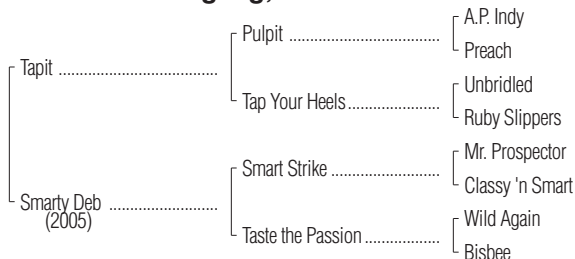 A.P. Indy
Pulpit
Preach
Tapit
Unbridled
Tap Your Heels
Ruby Slippers
Mr. Prospector
Smart Strike
Classy 'n Smart
Smarty Deb
(2005)
Wild Again
Taste the Passion
Bisbee